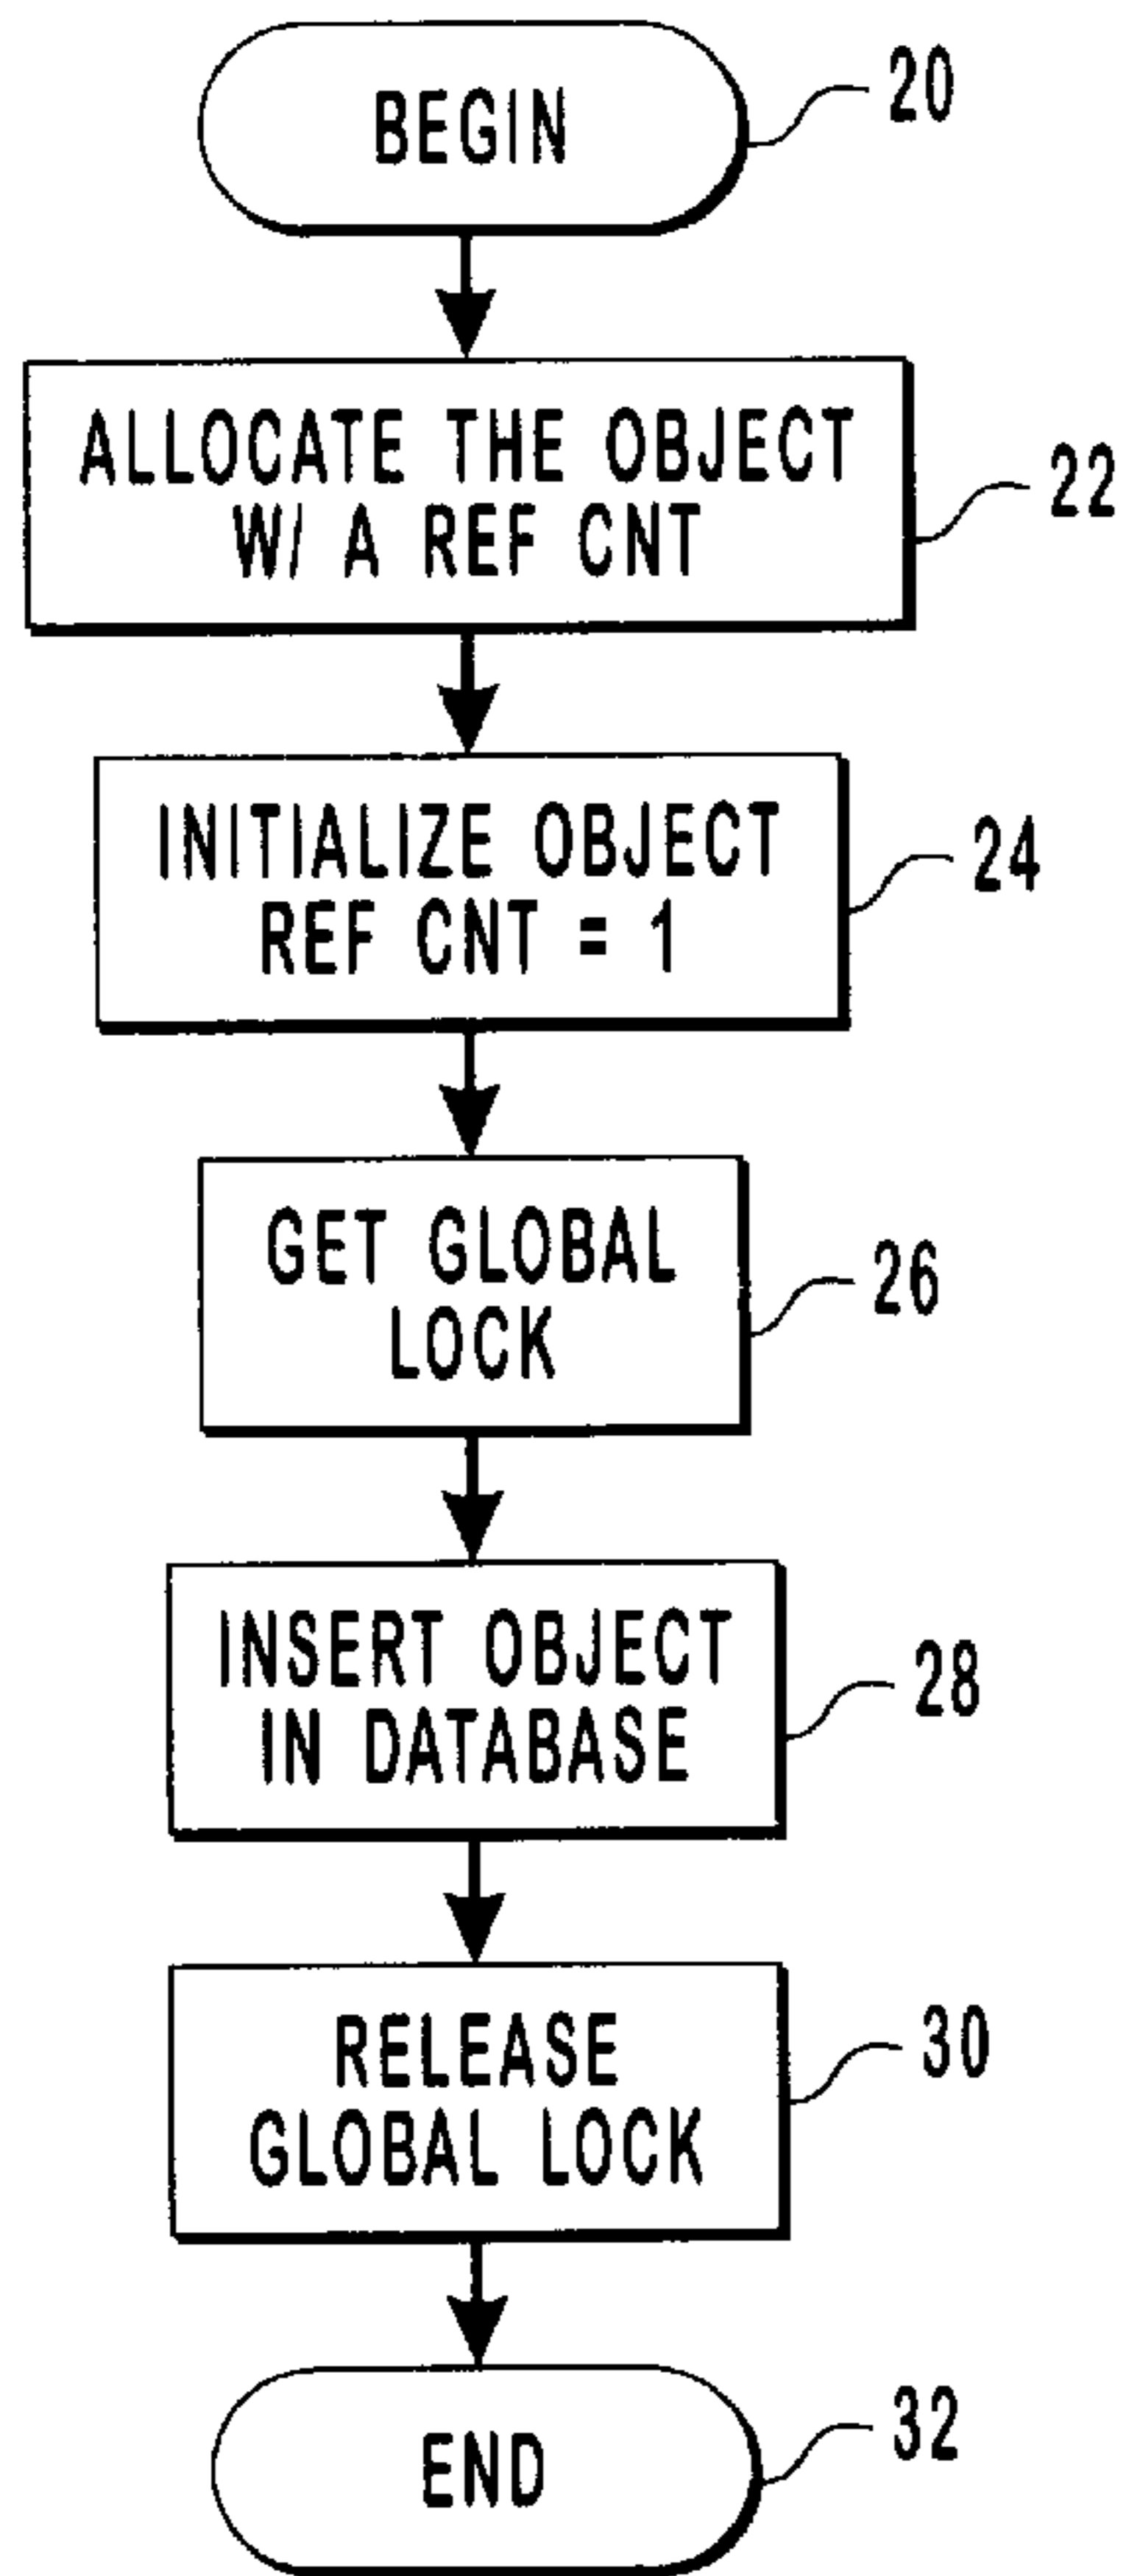 BEGIN
20
ALLOCATE THE OBJECT
W/ A REF CNT
22
INITIALIZE OBJECT
REF CNT = 1
24
GET GLOBAL
LOCK
26
INSERT OBJECT
IN DATABASE
28
RELEASE
GLOBAL LOCK
30
END
32